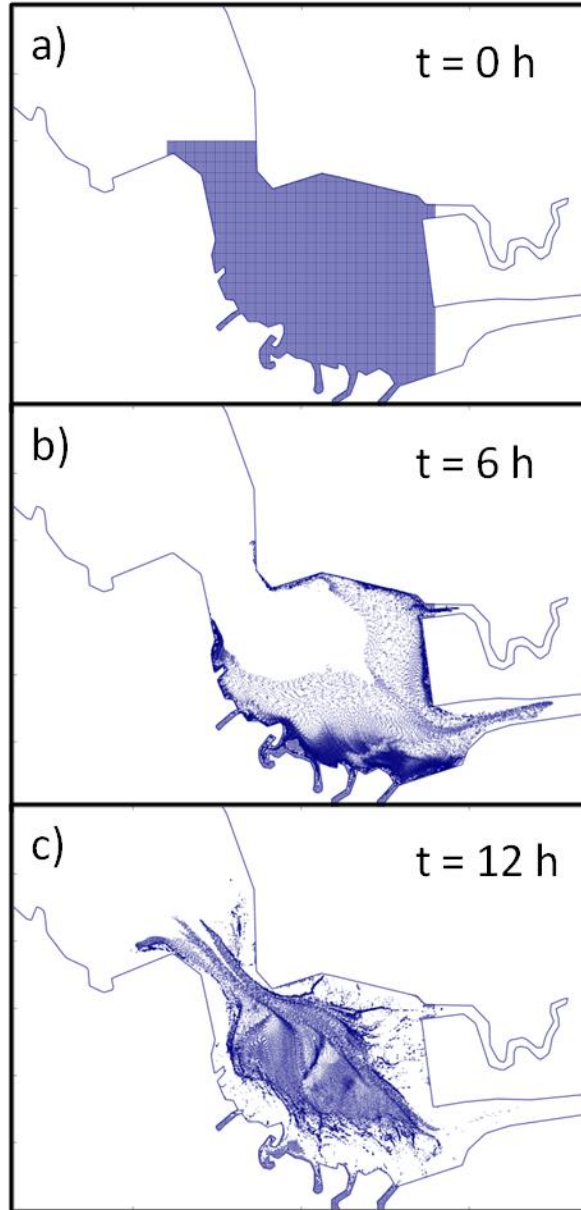 a)
t = 0 h
b)
t = 6 h
c)
t = 12 h